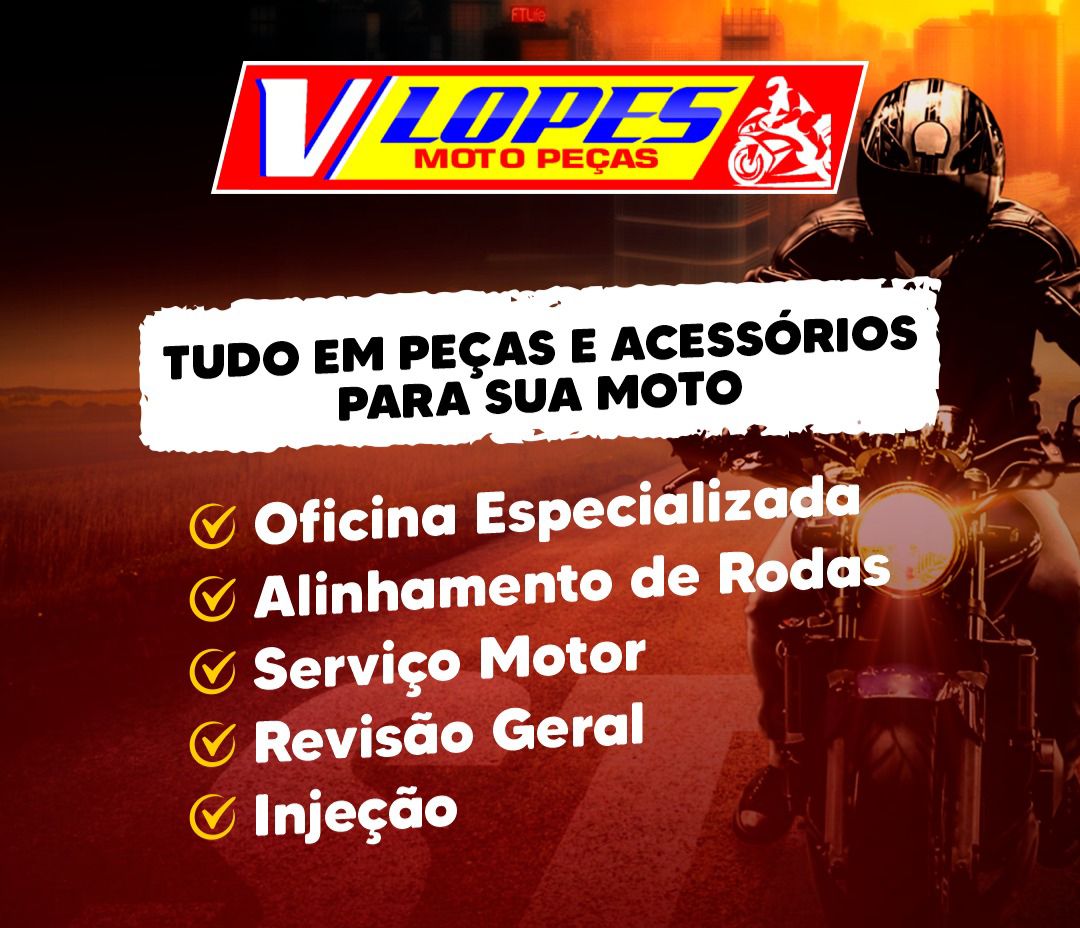 FTLife
V LOPES
MOTO PEÇAS
TUDO EM PEÇAS E ACESSÓRIOS
PARA SUA MOTO
Oficina Especializada
Alinhamento de Rodas
Serviço Motor
Revisão Geral
Injeção